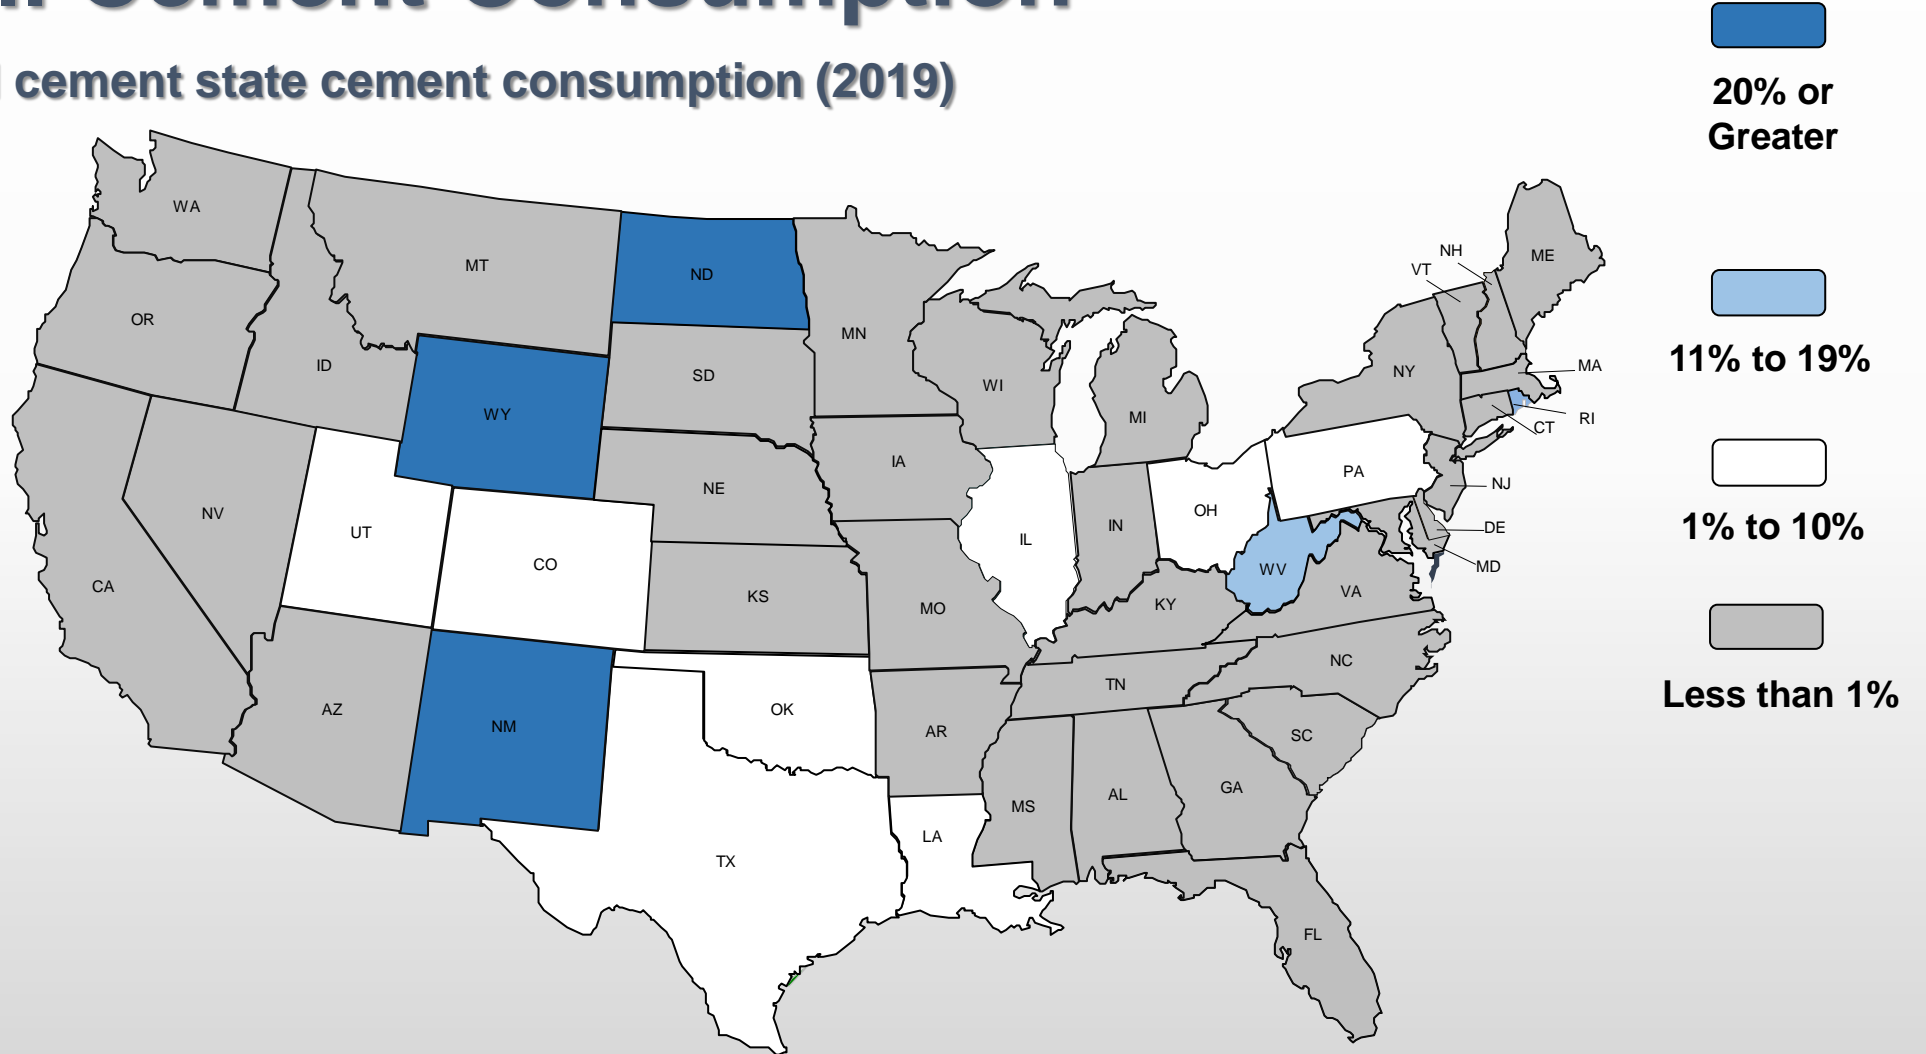 Cement Consumption
cement state cement consumption (2019)
20% or
Greater
11% to 19%
1% to 10%
Less than 1%
WA
MT
ND
OR
ID
WY
SD
MN
WI
MI
NY
VT
NH
ME
MA
RI
CT
NJ
DE
MD
PA
OH
IN
IL
IA
NE
NV
UT
CO
CA
KS
MO
KY
WV
VA
NC
TN
AZ
NM
OK
AR
SC
GA
AL
MS
LA
TX
FL